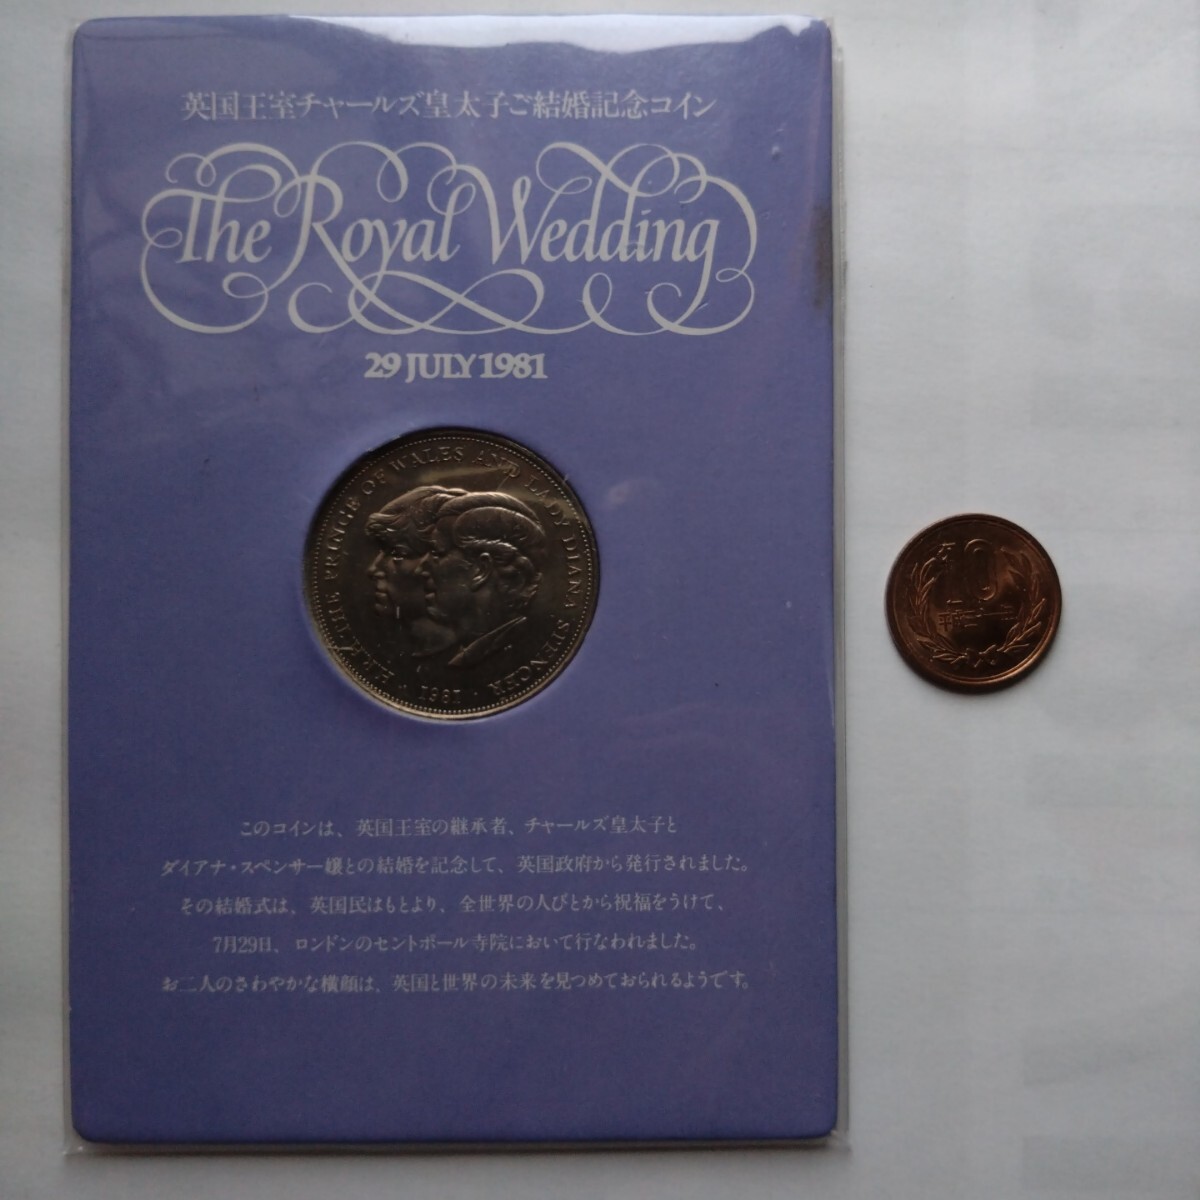 英国王室チャールズ皇太子ご結婚記念コイン
The Royal Wedding
29 JULY 1981
H.R.H. THE PRINCE OF WALES AND LADY DIANA SPENCER
· 1981 ·
このコインは、英国王室の継承者、チャールズ皇太子と
ダイアナ・スペンサー嬢との結婚を記念して、英国政府から発行されました。
その結婚式は、英国民はもとより、全世界の人びとから祝福をうけて、
7月29日、ロンドンのセントポール寺院において行なわれました。
お二人のさわやかな横顔は、英国と世界の未来を見つめておられるようです。
10